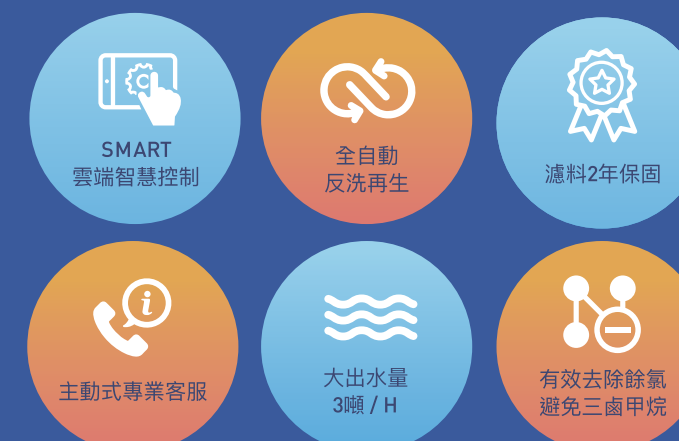 SMART
雲端智慧控制
全自動
反洗再生
濾料2年保固
主動式專業客服
大出水量
3噸 / H
有效去除餘氯
避免三鹵甲烷